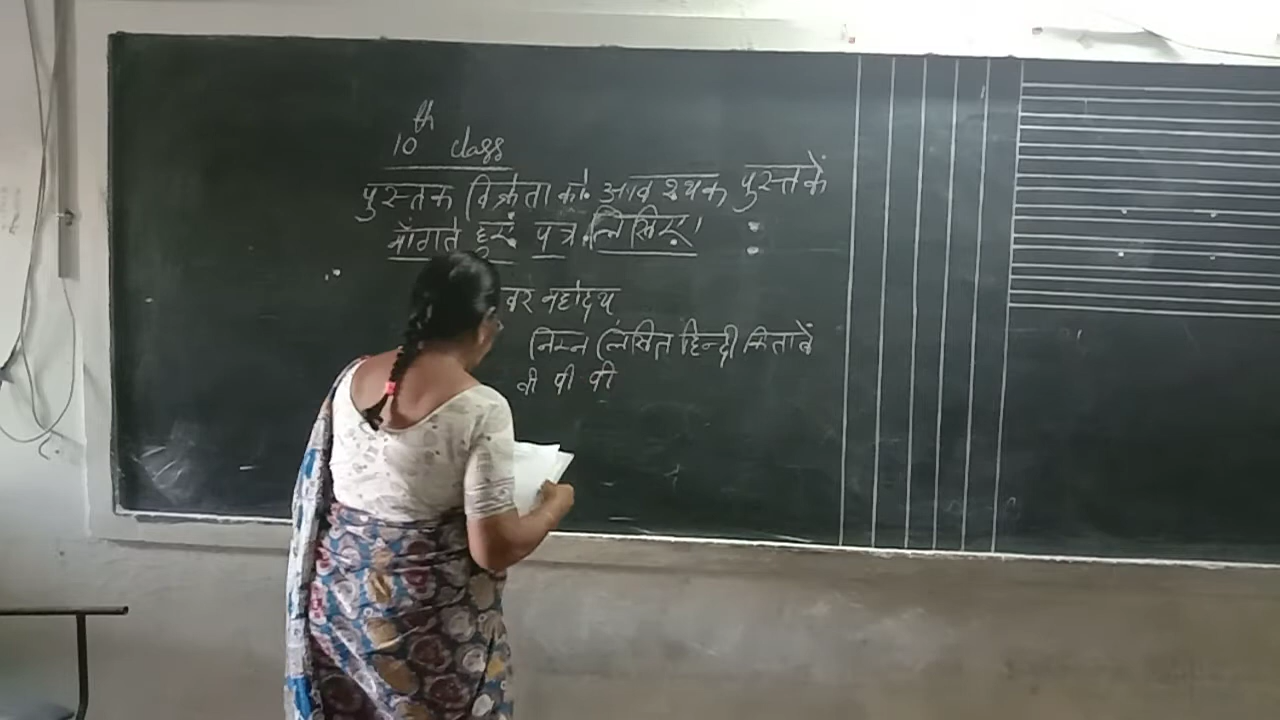 10th class
पुस्तक विक्रेता को आवश्यक पुस्तकें
माँगते हुए पत्र लिखिए।
वर महोदय
निम्न लिखित हिन्दी किताबें
वी पी पी